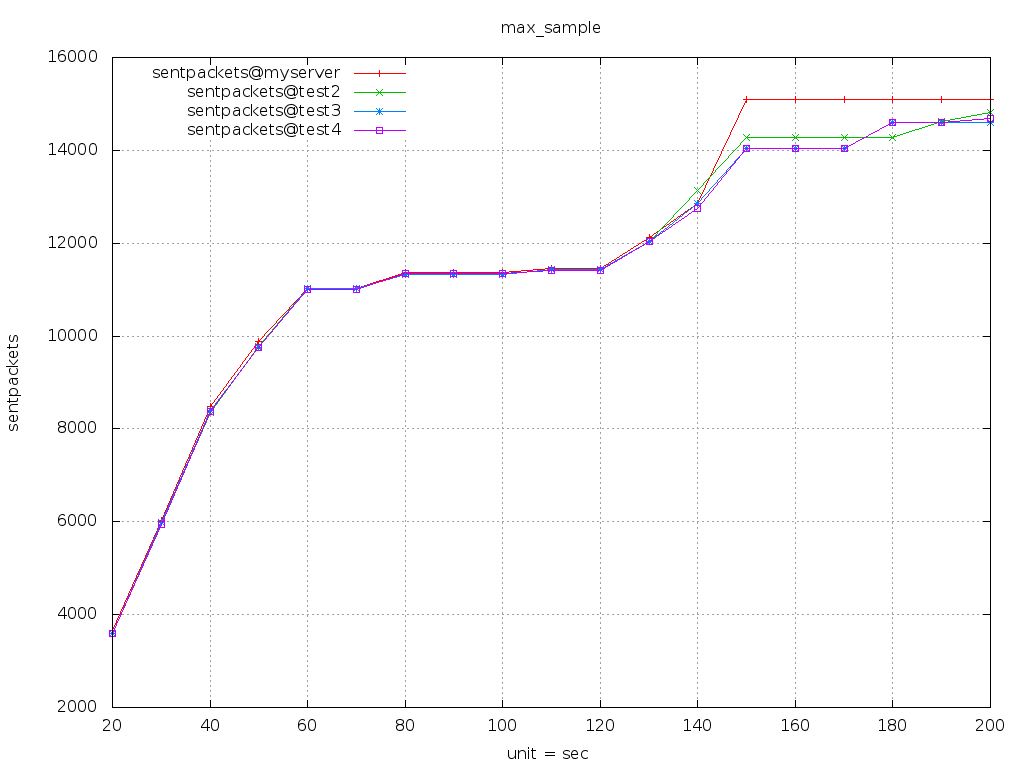 max_sample
sentpackets@myserver
sentpackets@test2
sentpackets@test3
sentpackets@test4
16000
14000
12000
10000
8000
6000
4000
2000
sentpackets
20 40 60 80 100 120 140 160 180 200
unit = sec